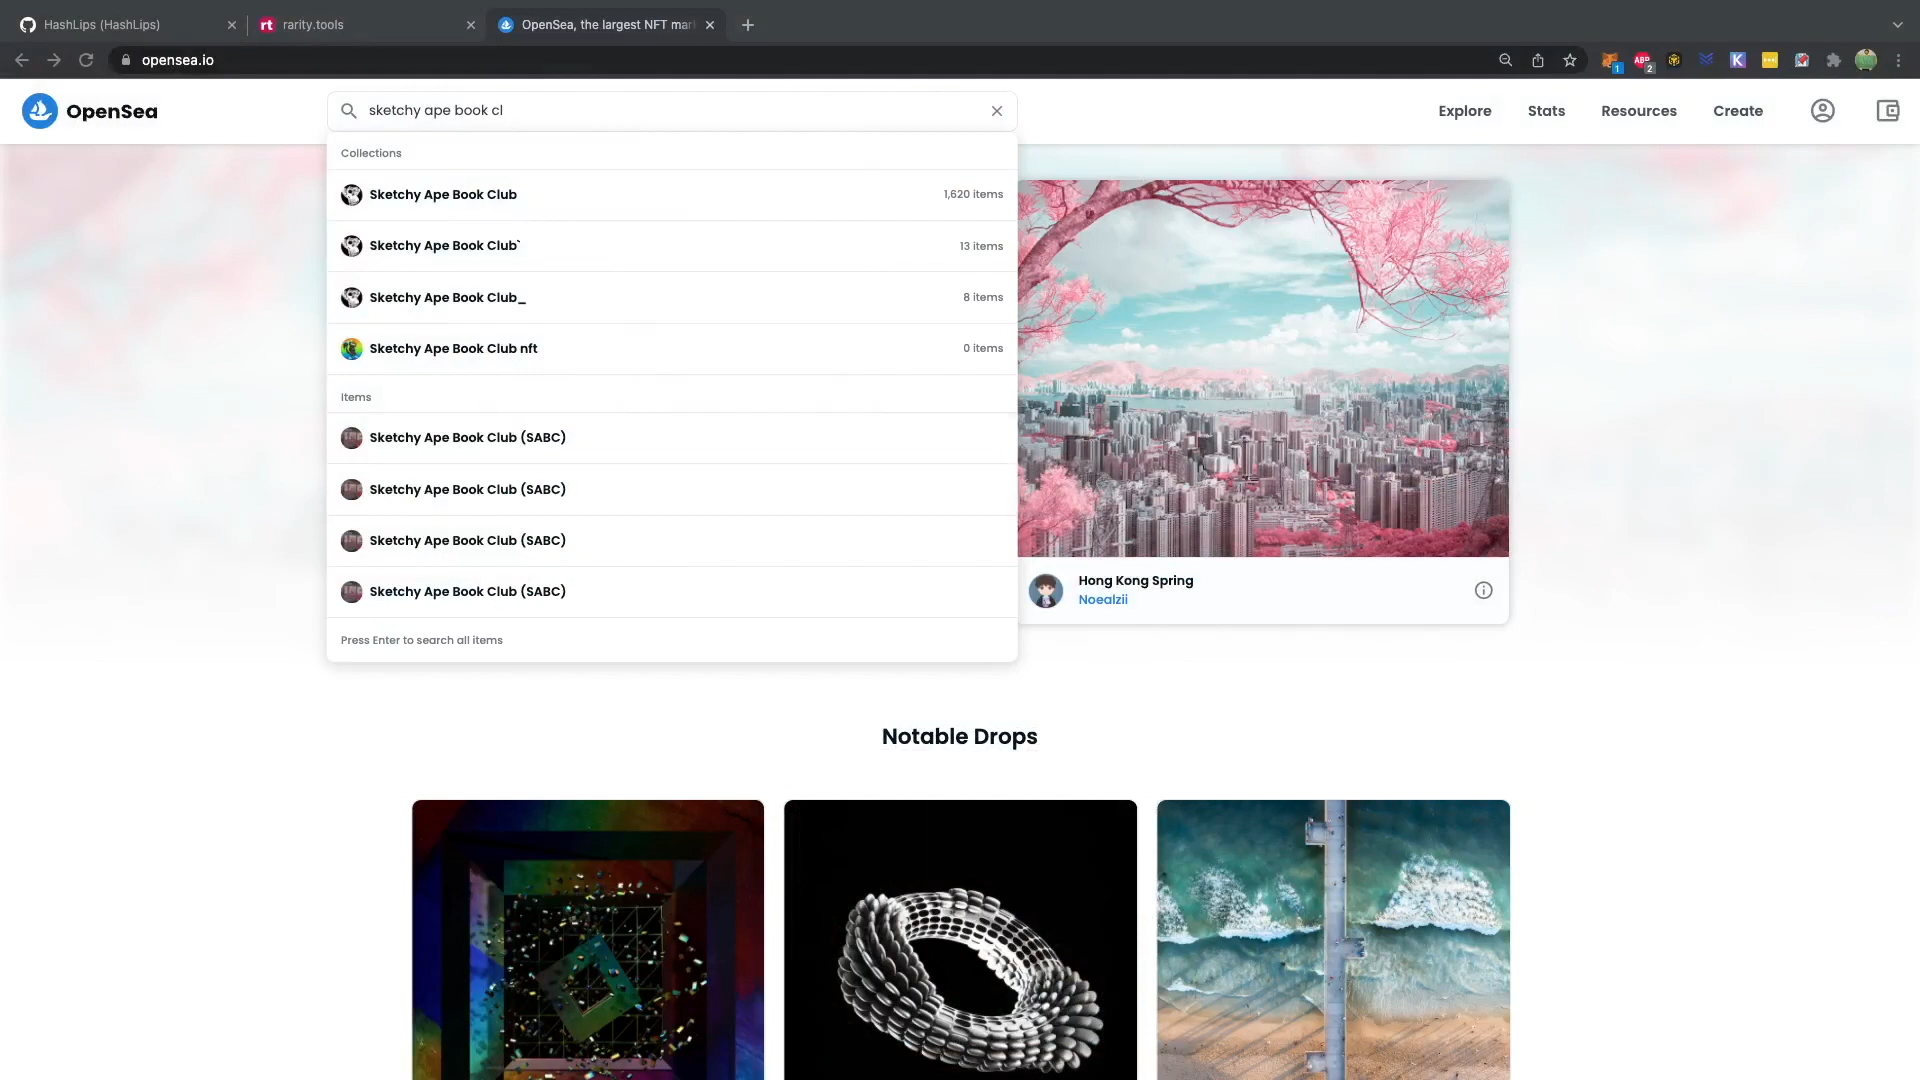 HashLips (HashLips)
rarity.tools
OpenSea, the largest NFT mar
opensea.io
1
ABP
2
K
OpenSea
sketchy ape book cl
Explore
Stats
Resources
Create
Collections
Sketchy Ape Book Club
1,620 items
Sketchy Ape Book Club`
13 items
Sketchy Ape Book Club_
8 items
Sketchy Ape Book Club nft
0 items
Items
Sketchy Ape Book Club (SABC)
Sketchy Ape Book Club (SABC)
Sketchy Ape Book Club (SABC)
Sketchy Ape Book Club (SABC)
Press Enter to search all items
Hong Kong Spring
Noealzii
Notable Drops